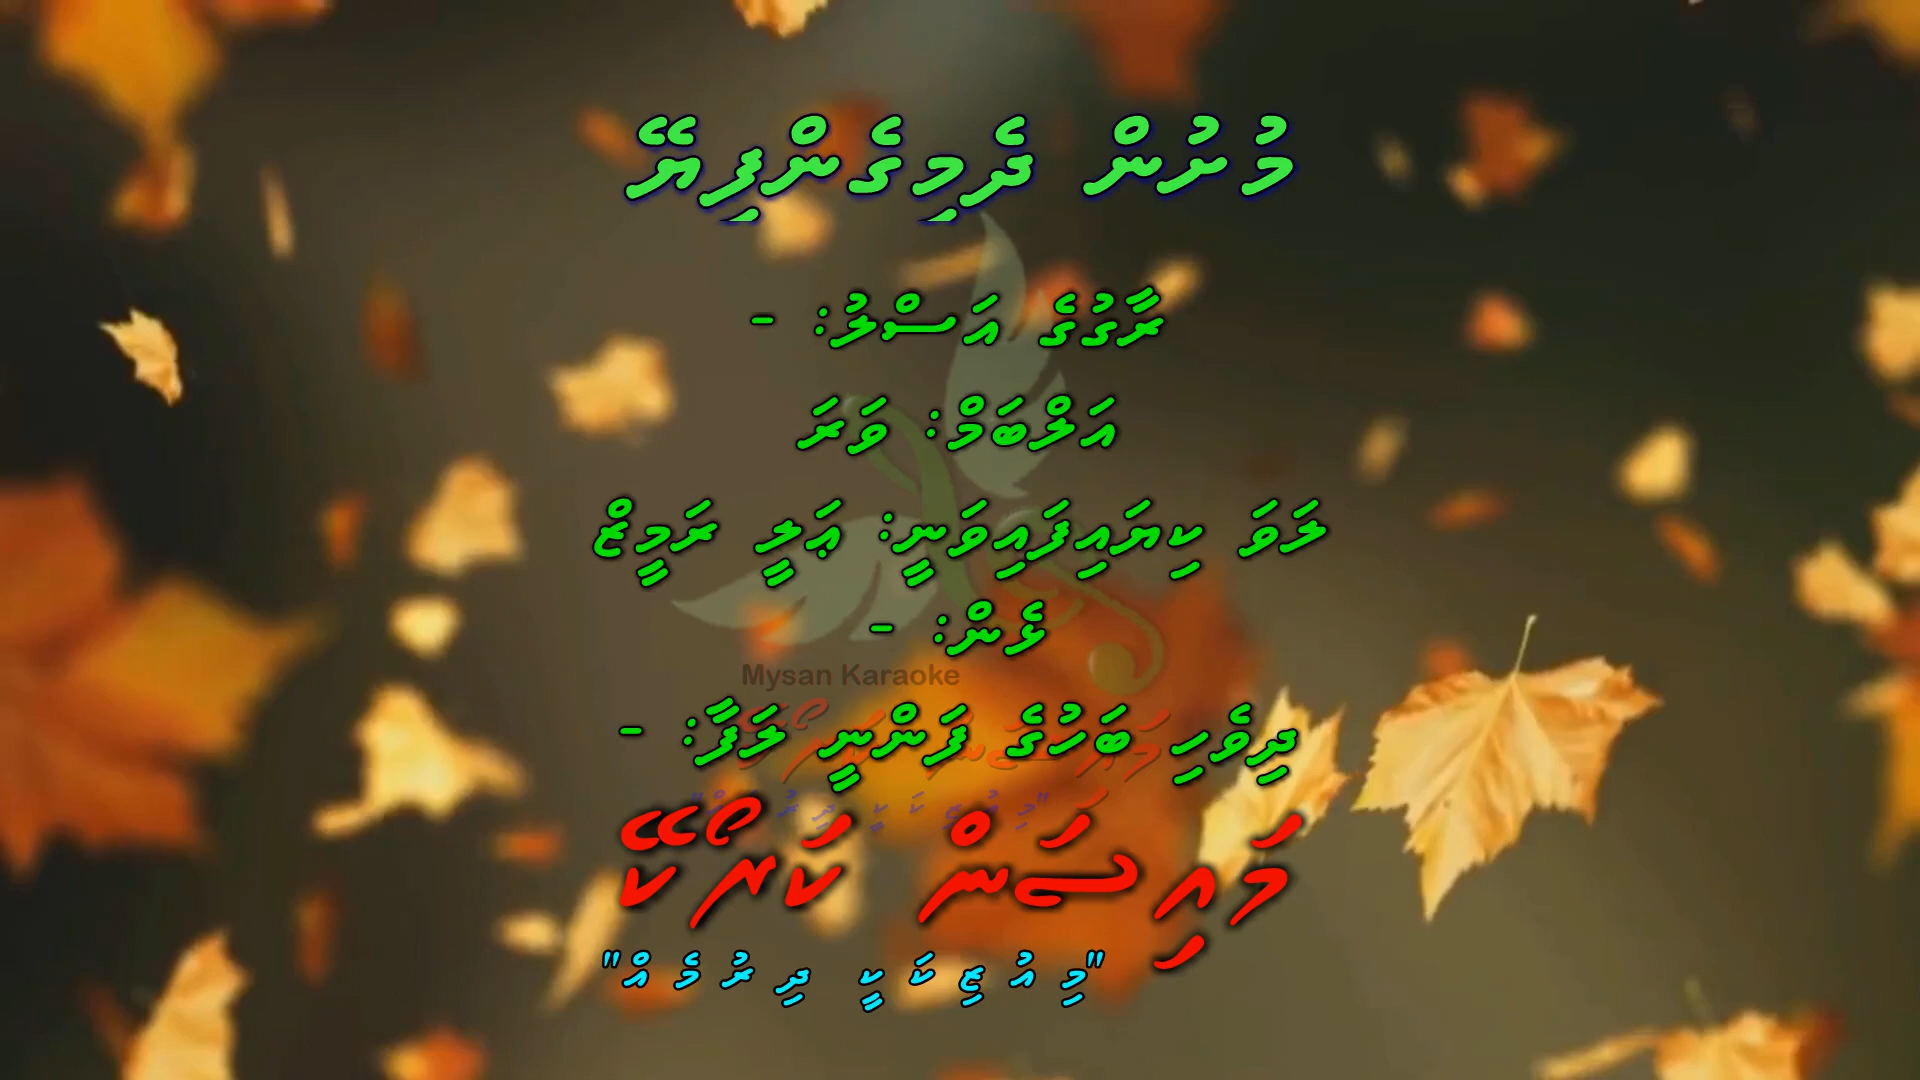 މުށުން ދެމިގެންފިޔޭ
ރާގުގެ އަސްލު: -
އަލްބަމް: ވަރަ
ލަވަ ކިޔައިފައިވަނީ: ޢަލީ ރަމީޒް
ޅެން: -
Mysan Karaoke
ދިވެހި ބަހުގެ ފަންނީ ލަފާ: -
މައިސަން ކަރޯކޭ
"މި އު ޒި ކަ ކީ ދި ރު މެ އް"